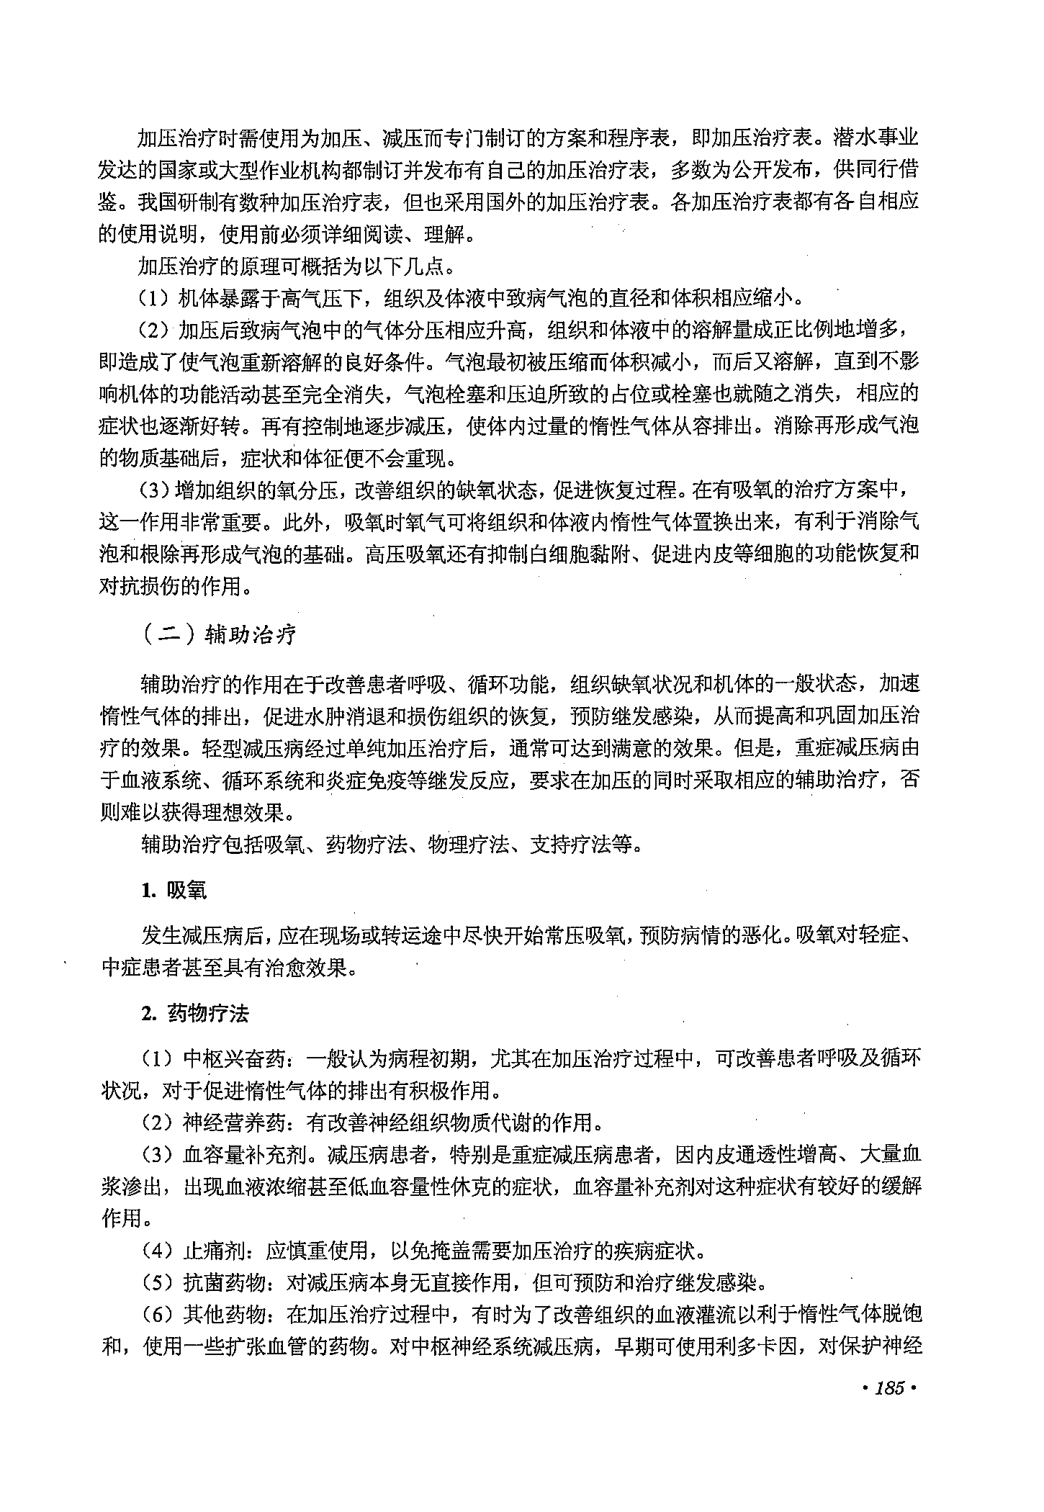 加压治疗时需使用为加压、减压而专门制订的方案和程序表，即加压治疗表。潜水事业
发达的国家或大型作业机构都制订并发布有自己的加压治疗表，多数为公开发布，供同行借
鉴。我国研制有数种加压治疗表，但也采用国外的加压治疗表。各加压治疗表都有各自相应
的使用说明，使用前必须详细阅读、理解。
加压治疗的原理可概括为以下几点。
（1）机体暴露于高气压下，组织及体液中致病气泡的直径和体积相应缩小。
（2）加压后致病气泡中的气体分压相应升高，组织和体液中的溶解量成正比例地增多，
即造成了使气泡重新溶解的良好条件。气泡最初被压缩而体积减小，而后又溶解，直到不影
响机体的功能活动甚至完全消失，气泡栓塞和压迫所致的占位或栓塞也就随之消失，相应的
症状也逐渐好转。再有控制地逐步减压，使体内过量的惰性气体从容排出。消除再形成气泡
的物质基础后，症状和体征便不会重现。
（3）增加组织的氧分压，改善组织的缺氧状态，促进恢复过程。在有吸氧的治疗方案中，
这一作用非常重要。此外，吸氧时氧气可将组织和体液内惰性气体置换出来，有利于消除气
泡和根除再形成气泡的基础。高压吸氧还有抑制白细胞黏附、促进内皮等细胞的功能恢复和
对抗损伤的作用。
（二）辅助治疗
辅助治疗的作用在于改善患者呼吸、循环功能，组织缺氧状况和机体的一般状态，加速
惰性气体的排出，促进水肿消退和损伤组织的恢复，预防继发感染，从而提高和巩固加压治
疗的效果。轻型减压病经过单纯加压治疗后，通常可达到满意的效果。但是，重症减压病由
于血液系统、循环系统和炎症免疫等继发反应，要求在加压的同时采取相应的辅助治疗，否
则难以获得理想效果。
辅助治疗包括吸氧、药物疗法、物理疗法、支持疗法等。
1. 吸氧
发生减压病后，应在现场或转运途中尽快开始常压吸氧，预防病情的恶化。吸氧对轻症、
中症患者甚至具有治愈效果。
2. 药物疗法
（1）中枢兴奋药：一般认为病程初期，尤其在加压治疗过程中，可改善患者呼吸及循环
状况，对于促进惰性气体的排出有积极作用。
（2）神经营养药：有改善神经组织物质代谢的作用。
（3）血容量补充剂。减压病患者，特别是重症减压病患者，因内皮通透性增高、大量血
浆渗出，出现血液浓缩甚至低血容量性休克的症状，血容量补充剂对这种症状有较好的缓解
作用。
（4）止痛剂：应慎重使用，以免掩盖需要加压治疗的疾病症状。
（5）抗菌药物：对减压病本身无直接作用，但可预防和治疗继发感染。
（6）其他药物：在加压治疗过程中，有时为了改善组织的血液灌流以利于惰性气体脱饱
和，使用一些扩张血管的药物。对中枢神经系统减压病，早期可使用利多卡因，对保护神经
·185·